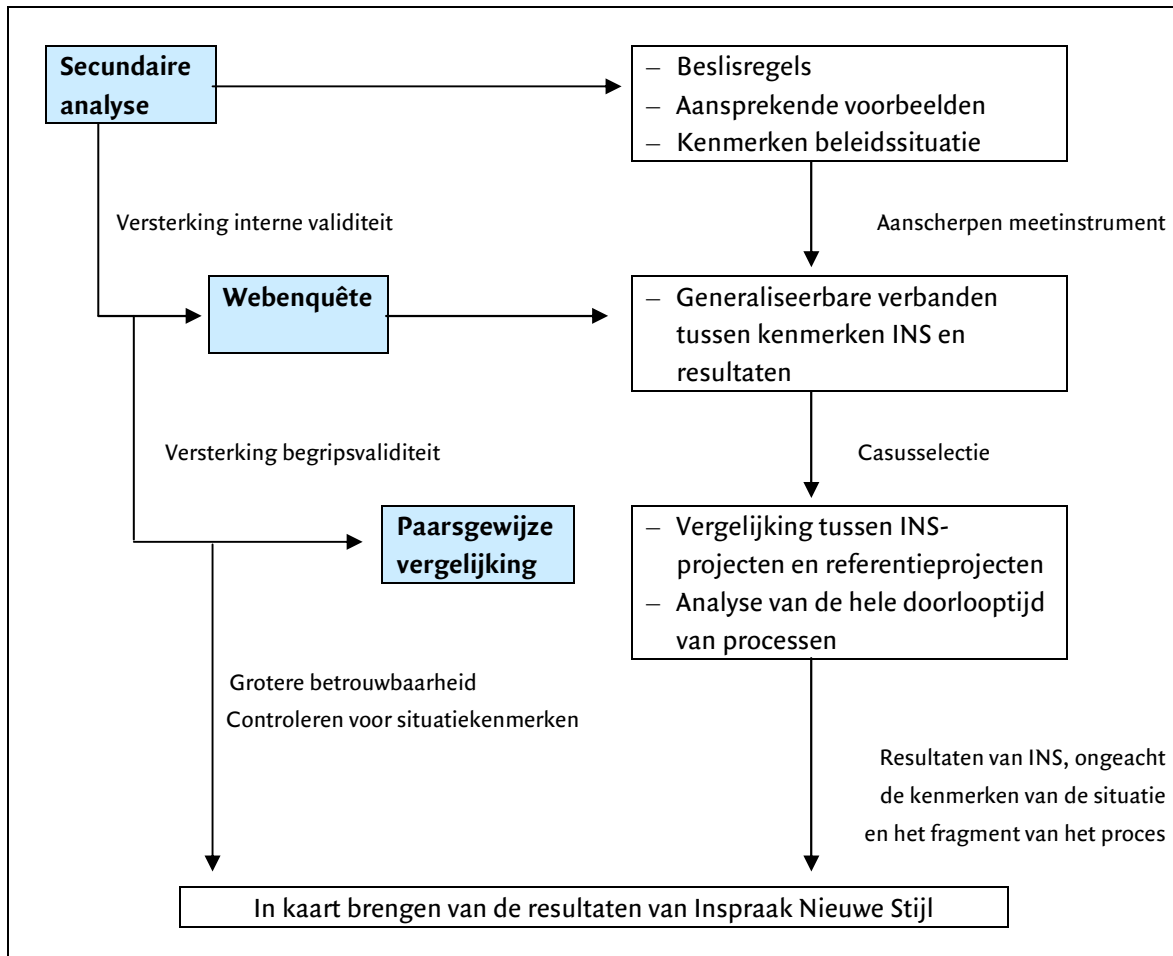 Secundaire
analyse
– Beslisregels
– Aansprekende voorbeelden
– Kenmerken beleidssituatie
Versterking interne validiteit
Aanscherpen meetinstrument
Webenquête
– Generaliseerbare verbanden
tussen kenmerken INS en
resultaten
Versterking begripsvaliditeit
Casusselectie
Paarsgewijze
vergelijking
– Vergelijking tussen INS-
projecten en referentieprojecten
– Analyse van de hele doorlooptijd
van processen
Grotere betrouwbaarheid
Controleren voor situatiekenmerken
Resultaten van INS, ongeacht
de kenmerken van de situatie
en het fragment van het proces
In kaart brengen van de resultaten van Inspraak Nieuwe Stijl